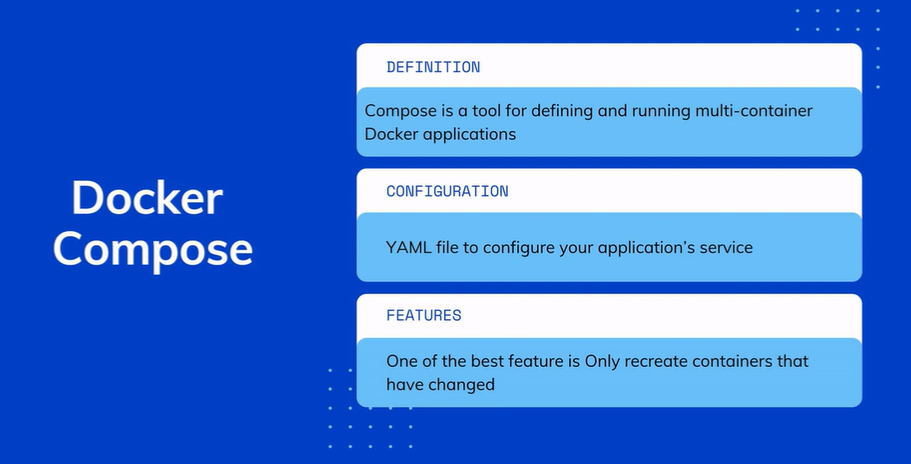 Docker
Compose
DEFINITION
Compose is a tool for defining and running multi-container
Docker applications
CONFIGURATION
YAML file to configure your application’s service
FEATURES
One of the best feature is Only recreate containers that
have changed